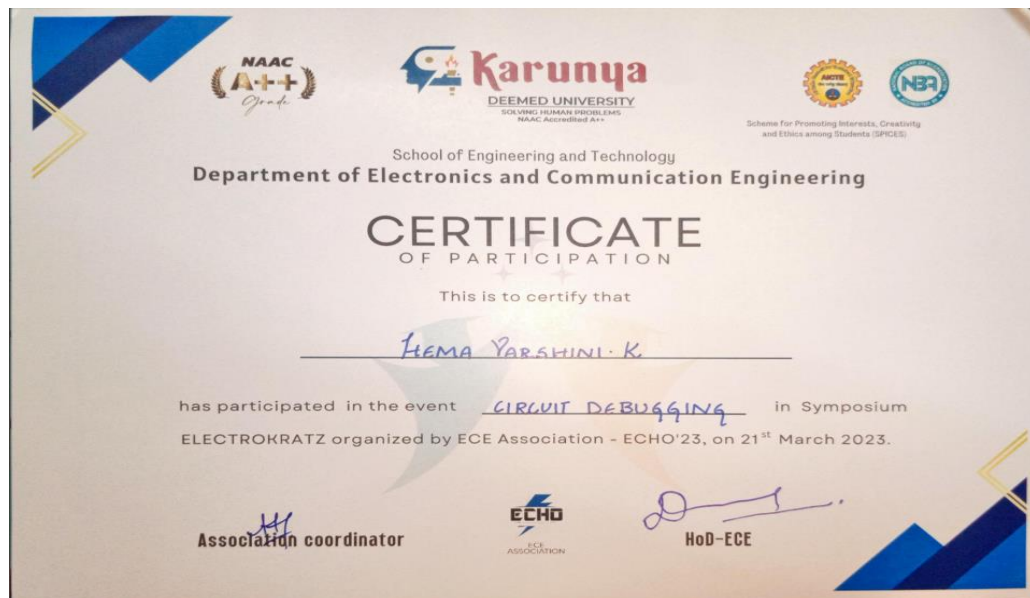 NAAC
A++
Grade
Karunya
DEEMED UNIVERSITY
SOLVING HUMAN PROBLEMS
NAAC Accredited A++
AICTE
NBA
Scheme for Promoting Interests, Creativity
and Ethics among Students (SPICES)
School of Engineering and Technology
Department of Electronics and Communication Engineering
CERTIFICATE
OF PARTICIPATION
This is to certify that
HEMA VARSHINI. K
has participated in the event CIRCUIT DEBUGGING in Symposium
ELECTROKRATZ organized by ECE Association - ECHO'23, on 21st March 2023.
Association coordinator
ECHO
ECE
ASSOCIATION
HoD-ECE